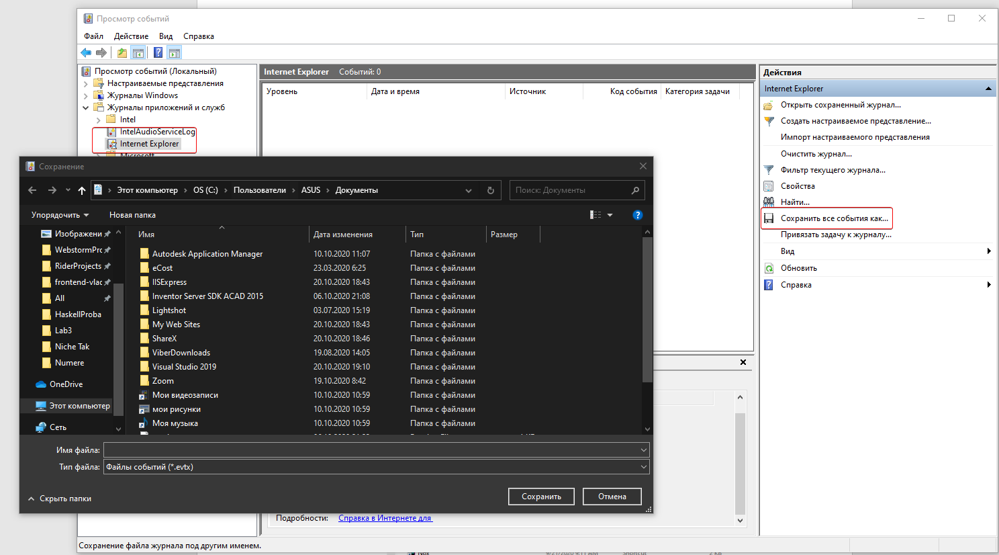 Просмотр событий
Файл Действие Вид Справка
Просмотр событий (Локальный)
Настраиваемые представления
Журналы Windows
Журналы приложений и служб
Intel
IntelAudioServiceLog
Internet Explorer
Microsoft
Internet Explorer Событий: 0
Уровень Дата и время Источник Код события Категория задачи
Действия
Internet Explorer
Открыть сохраненный журнал...
Создать настраиваемое представление...
Импорт настраиваемого представления
Очистить журнал...
Фильтр текущего журнала...
Свойства
Найти...
Сохранить все события как...
Привязать задачу к журналу...
Вид
Обновить
Справка
Сохранение
Этот компьютер OS (C:) Пользователи ASUS Документы
Поиск: Документы
Упорядочить Новая папка
Изображени
WebstormPrc
RiderProjects
frontend-vlac
All
HaskellProba
Lab3
Niche Tak
Numere
OneDrive
Этот компьютер
Сеть
Имя Дата изменения Тип Размер
Autodesk Application Manager 10.10.2020 11:07 Папка с файлами
eCost 23.03.2020 6:25 Папка с файлами
IISExpress 20.10.2020 18:43 Папка с файлами
Inventor Server SDK ACAD 2015 06.10.2020 21:08 Папка с файлами
Lightshot 03.07.2020 15:19 Папка с файлами
My Web Sites 20.10.2020 18:43 Папка с файлами
ShareX 20.10.2020 18:46 Папка с файлами
ViberDownloads 19.08.2020 14:05 Папка с файлами
Visual Studio 2019 20.10.2020 19:10 Папка с файлами
Zoom 19.10.2020 8:42 Папка с файлами
Мои видеозаписи 10.10.2020 10:59 Папка с файлами
мои рисунки 10.10.2020 10:59 Папка с файлами
Моя музыка 10.10.2020 10:59 Папка с файлами
Имя файла:
Тип файла: Файлы событий (*.evtx)
Скрыть папки
Сохранить Отмена
Подробности: Справка в Интернете для
Сохранение файла журнала под другим именем.
Nox 9/21/2020 9:11 AM Shortcut 2 KB